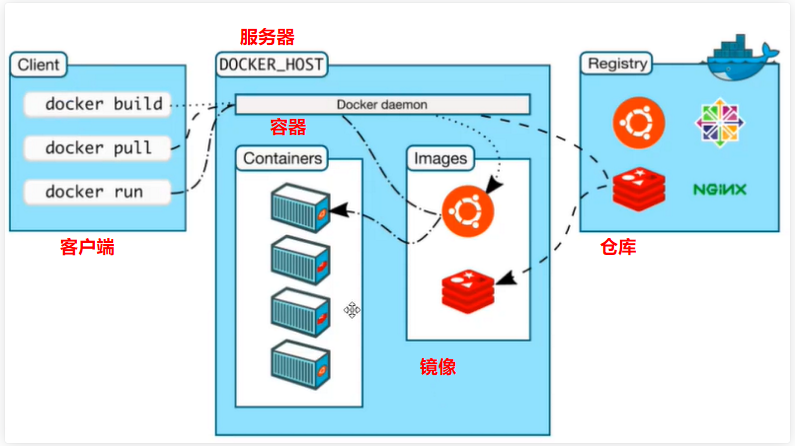 服务器
Client
DOCKER_HOST
Registry
docker build
Docker daemon
docker pull
容器
docker run
Containers
Images
NGINX
客户端
仓库
镜像